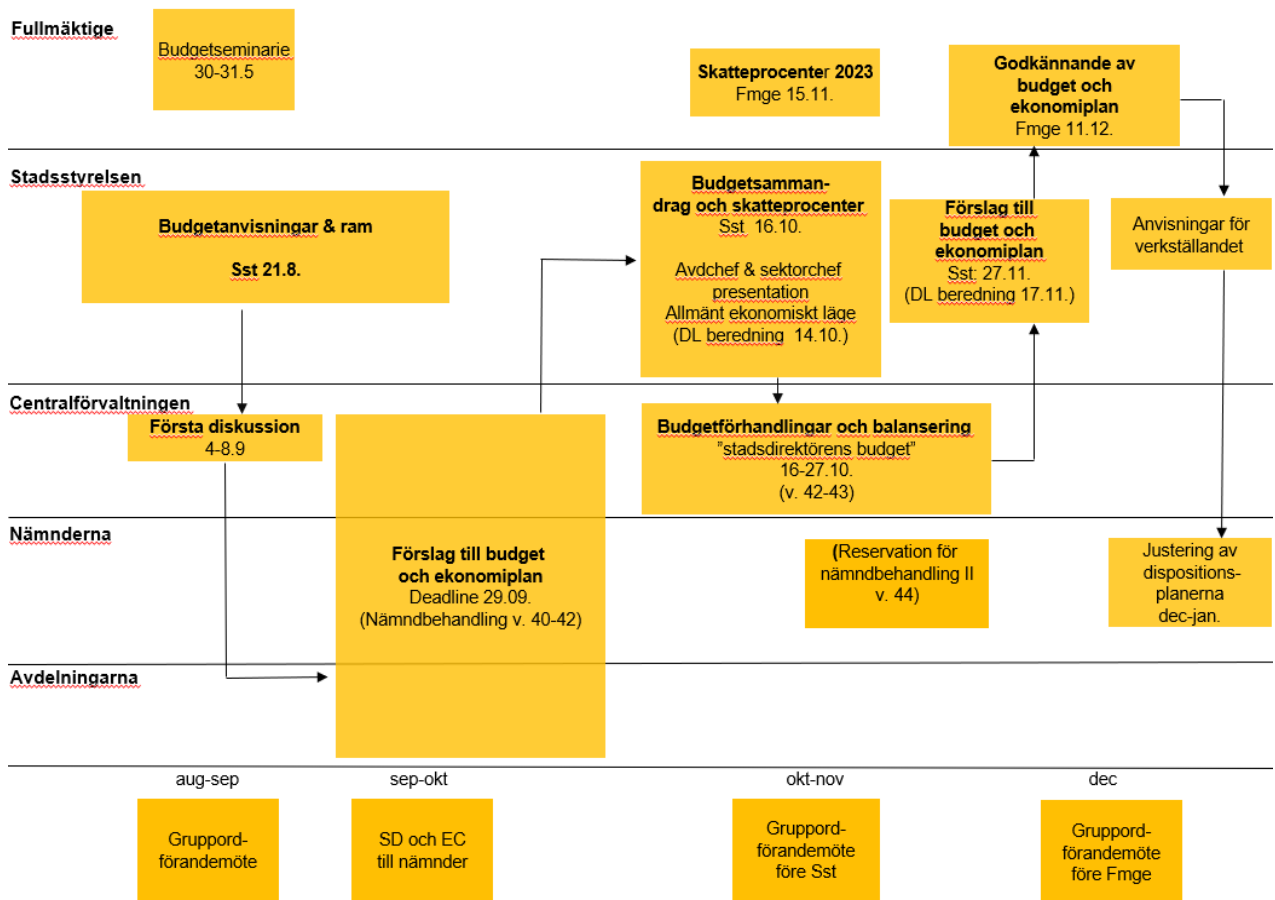 Fullmäktige
Budgetseminarie
30-31.5
Skatteprocenter 2023
Fmge 15.11.
Godkännande av
budget och
ekonomiplan
Fmge 11.12.
Stadsstyrelsen
Budgetanvisningar & ram
Sst 21.8.
Budgetsamman-
drag och skatteprocenter
Sst 16.10.
Avdchef & sektorchef
presentation
Allmänt ekonomiskt läge
(DL beredning 14.10.)
Förslag till
budget och
ekonomiplan
Sst: 27.11.
(DL beredning 17.11.)
Anvisningar för
verkställandet
Centralförvaltningen
Första diskussion
4-8.9
Budgetförhandlingar och balansering
”stadsdirektörens budget”
16-27.10.
(v. 42-43)
Nämnderna
Förslag till budget
och ekonomiplan
Deadline 29.09.
(Nämndbehandling v. 40-42)
(Reservation för
nämndbehandling II
v. 44)
Justering av
dispositions-
planerna
dec-jan.
Avdelningarna
aug-sep
sep-okt
okt-nov
dec
Gruppord-
förandemöte
SD och EC
till nämnder
Gruppord-
förandemöte
före Sst
Gruppord-
förandemöte
före Fmge